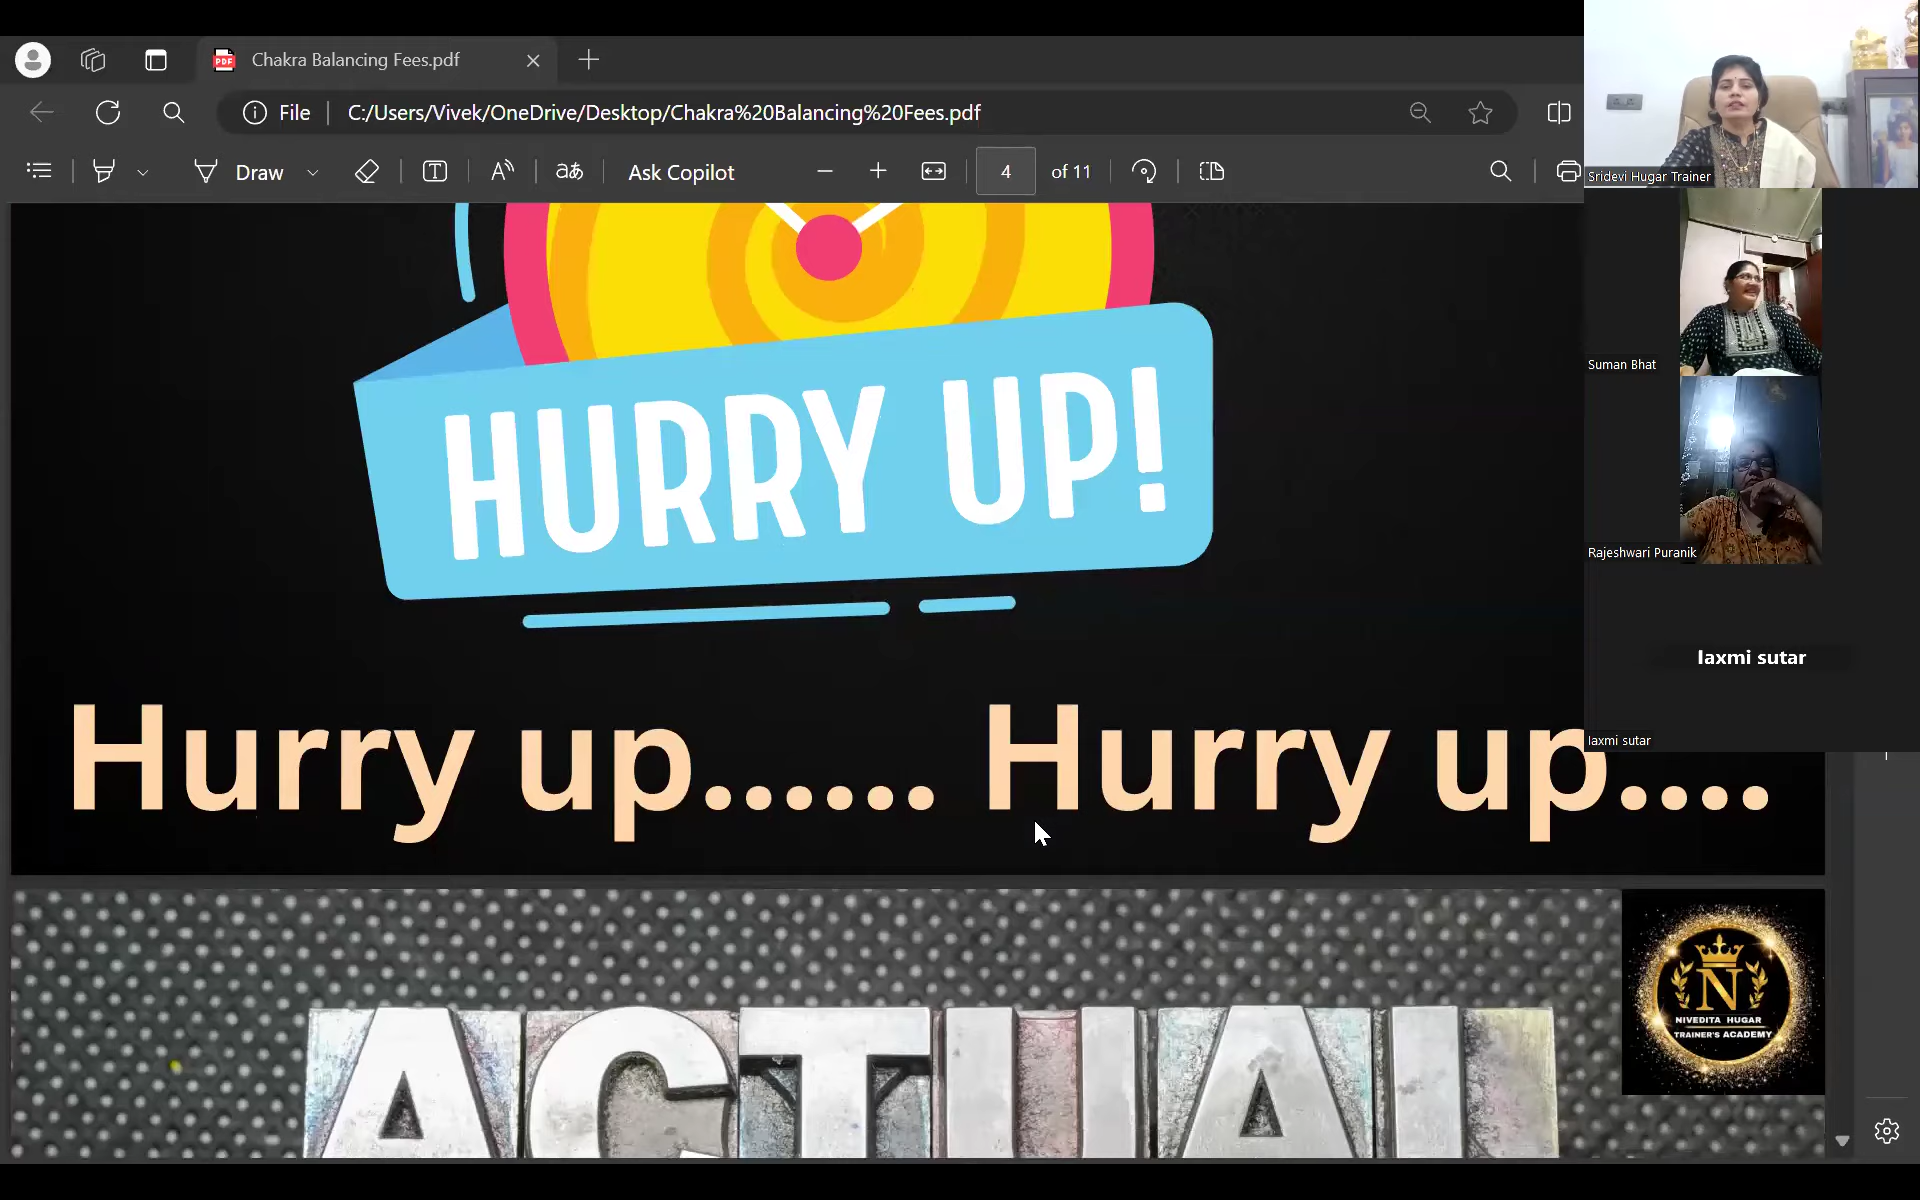 Chakra Balancing Fees.pdf
File
C:/Users/Vivek/OneDrive/Desktop/Chakra%20Balancing%20Fees.pdf
Draw
Ask Copilot
4 of 11
PDF
HURRY UP!
Hurry up...... Hurry up....
ACTUAL
N
NIVEDITA HUGAR
TRAINER'S ACADEMY
Sridevi Hugar Trainer
Suman Bhat
Rajeshwari Puranik
laxmi sutar
laxmi sutar